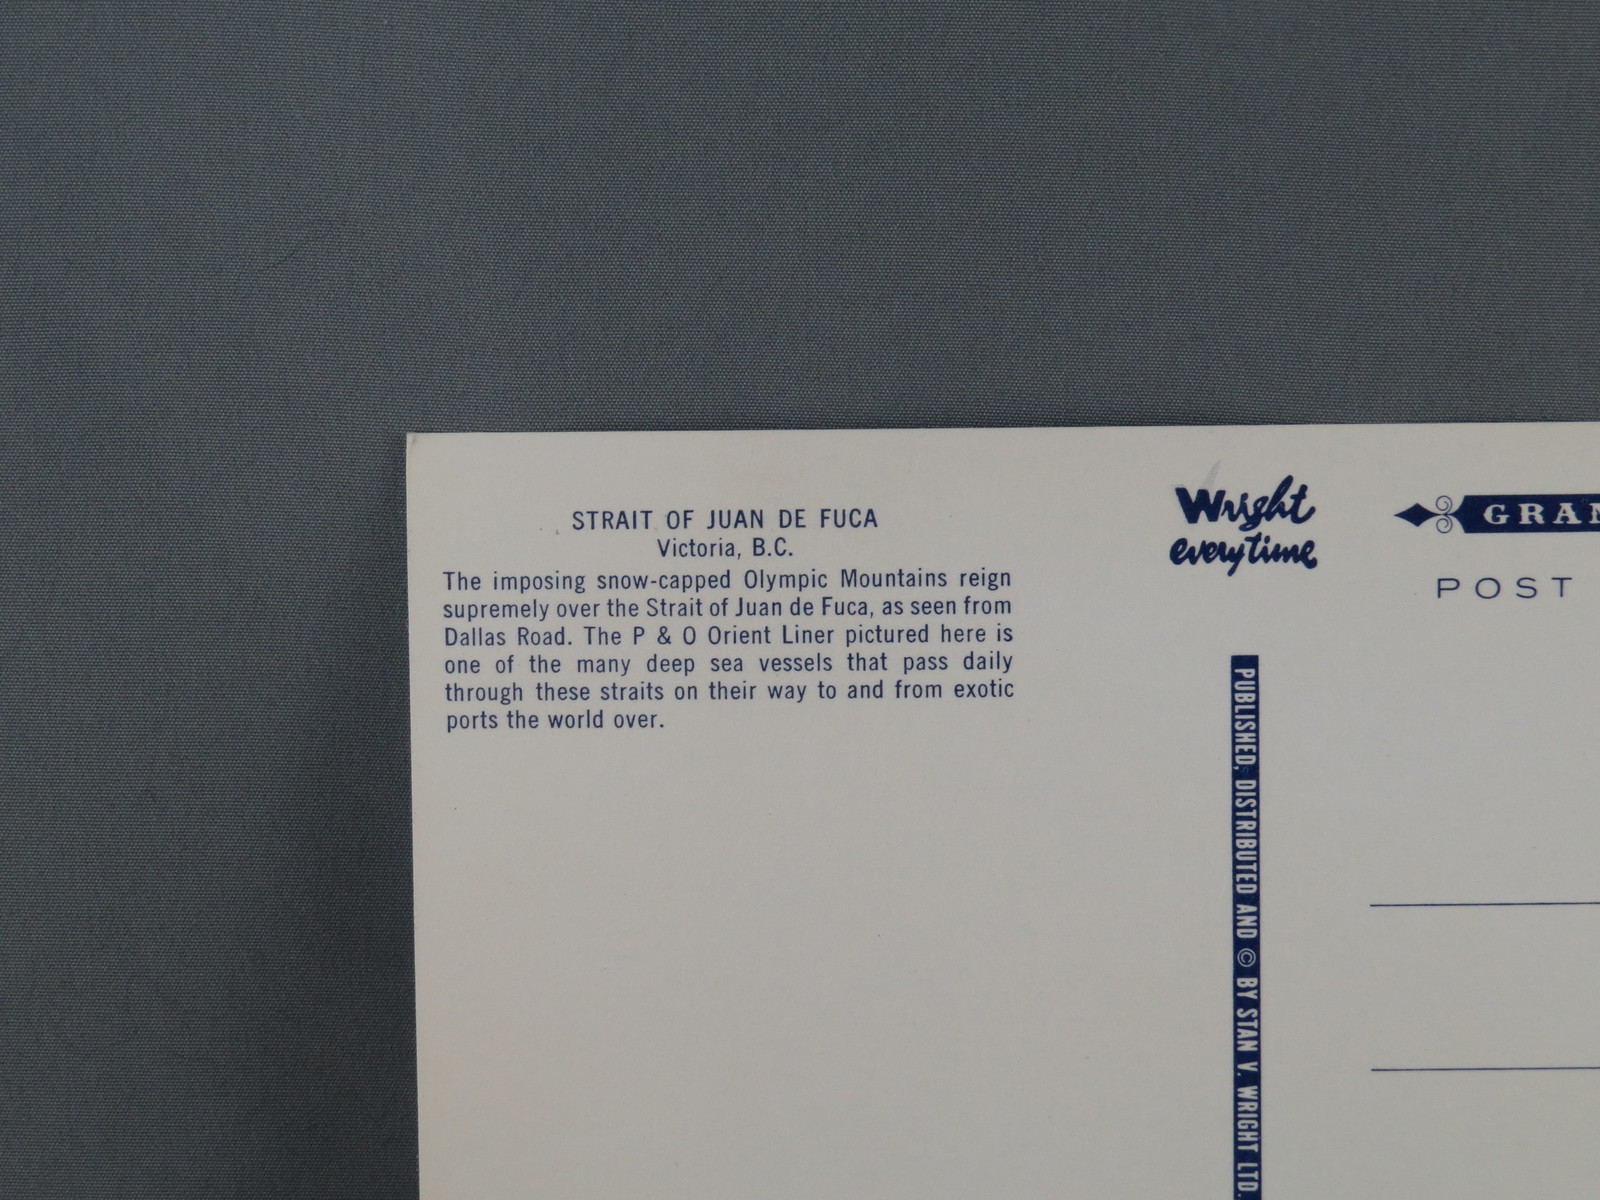 STRAIT OF JUAN DE FUCA
Victoria, B.C.
The imposing snow-capped Olympic Mountains reign
supremely over the Strait of Juan de Fuca, as seen from
Dallas Road. The P & O Orient Liner pictured here is
one of the many deep sea vessels that pass daily
through these straits on their way to and from exotic
ports the world over.
Wright
everytime
POST
PUBLISHED, DISTRIBUTED AND © BY STAN V. WRIGHT LTD.